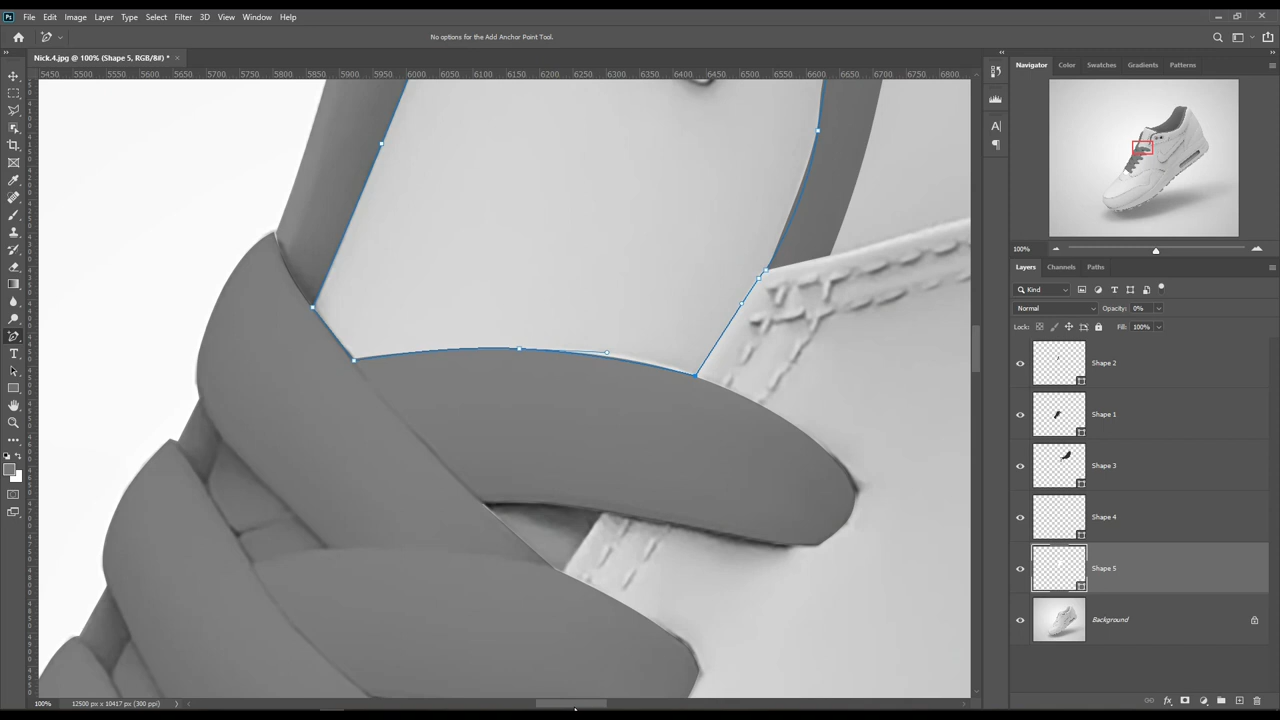 File Edit Image Layer Type Select Filter 3D View Window Help
No options for the Add Anchor Point Tool.
Nick.4.jpg @ 100% (Shape 5, RGB/8#) *
5450 5500 5550 5600 5650 5700 5750 5800 5850 5900 5950 6000 6050 6100 6150 6200 6250 6300 6350 6400 6450 6500 6550 6600 6650 6700 6750 6800
Navigator Color Swatches Gradients Patterns
100%
Layers Channels Paths
Kind
Normal Opacity: 0%
Lock: Fill: 100%
Shape 2
Shape 1
Shape 3
Shape 4
Shape 5
Background
100% 12500 px x 10417 px (300 ppi)